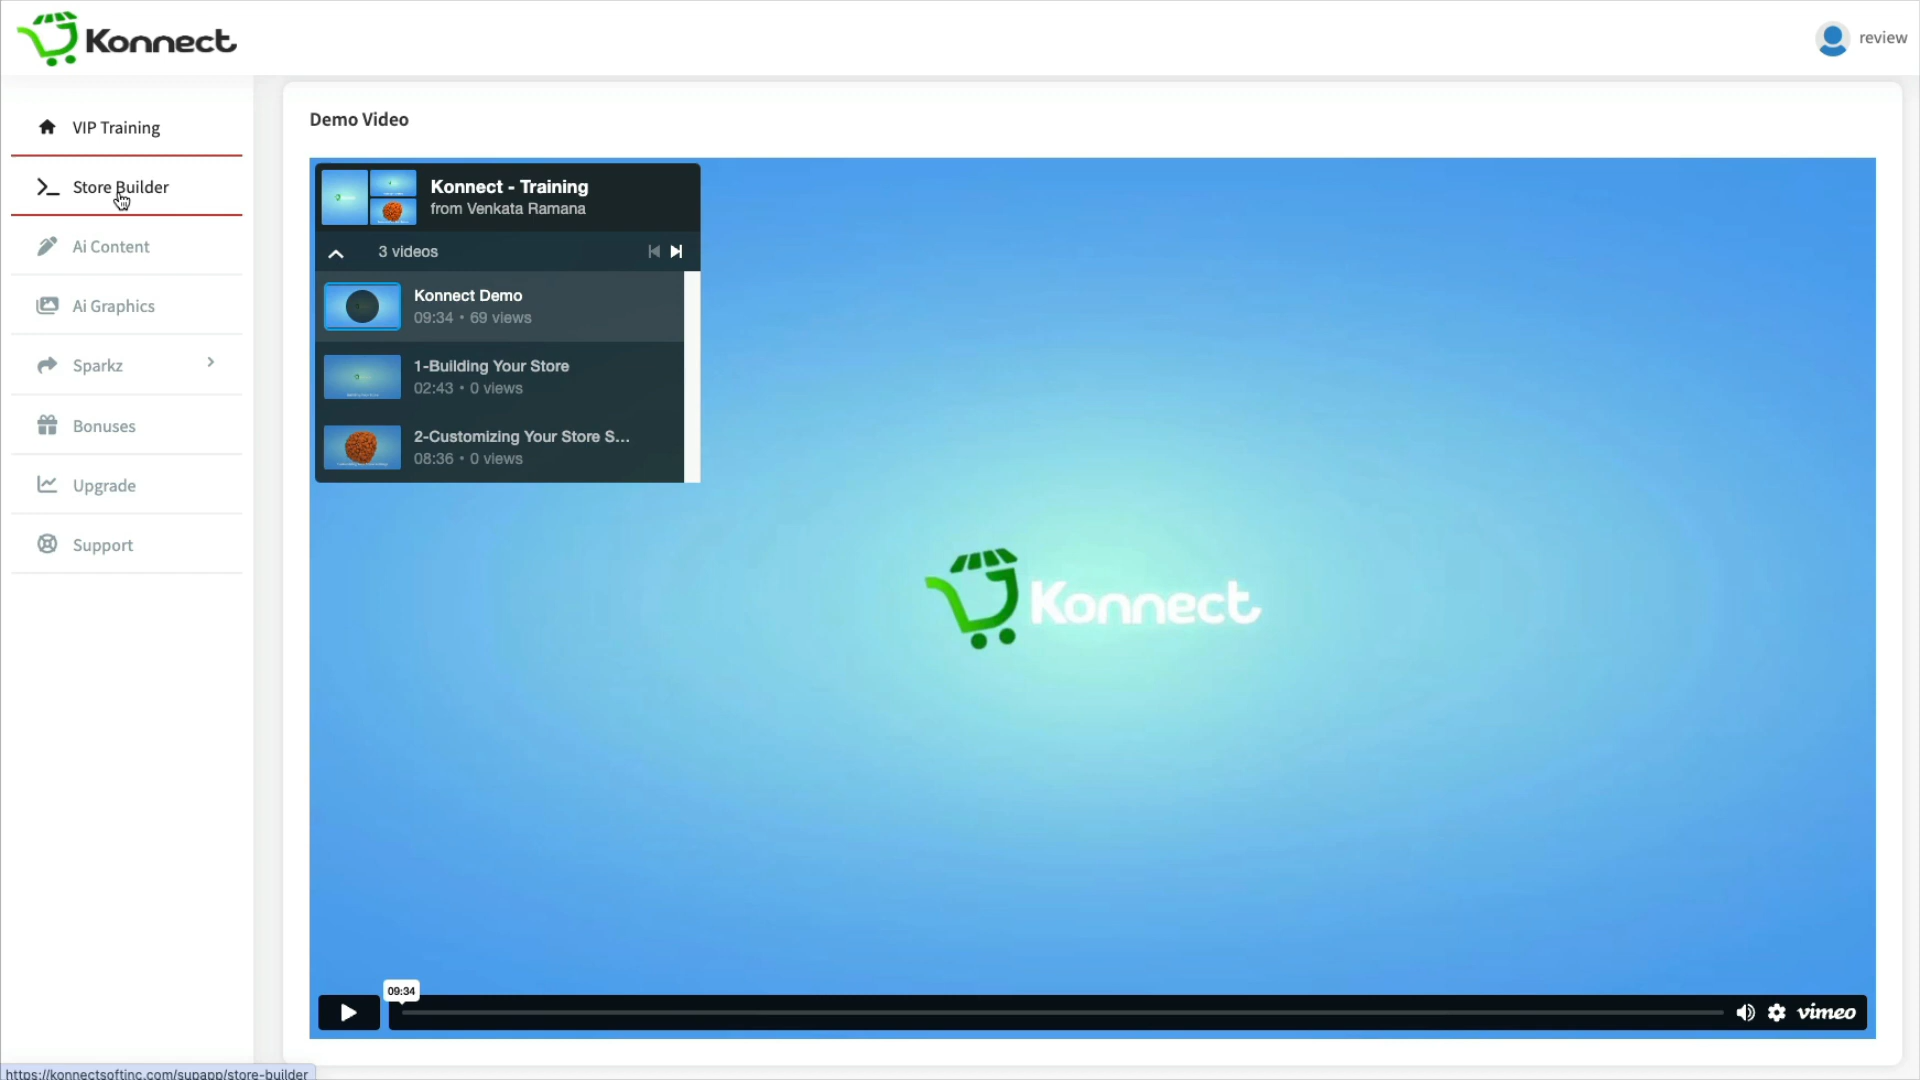 Konnect
review
VIP Training
Store Builder
Ai Content
Ai Graphics
Sparkz
Bonuses
Upgrade
Support
Demo Video
Konnect - Training
from Venkata Ramana
3 videos
Konnect Demo
09:34 • 69 views
1-Building Your Store
02:43 • 0 views
2-Customizing Your Store S...
08:36 • 0 views
Konnect
09:34
vimeo
https://konnectsoftinc.com/supapp/store-builder